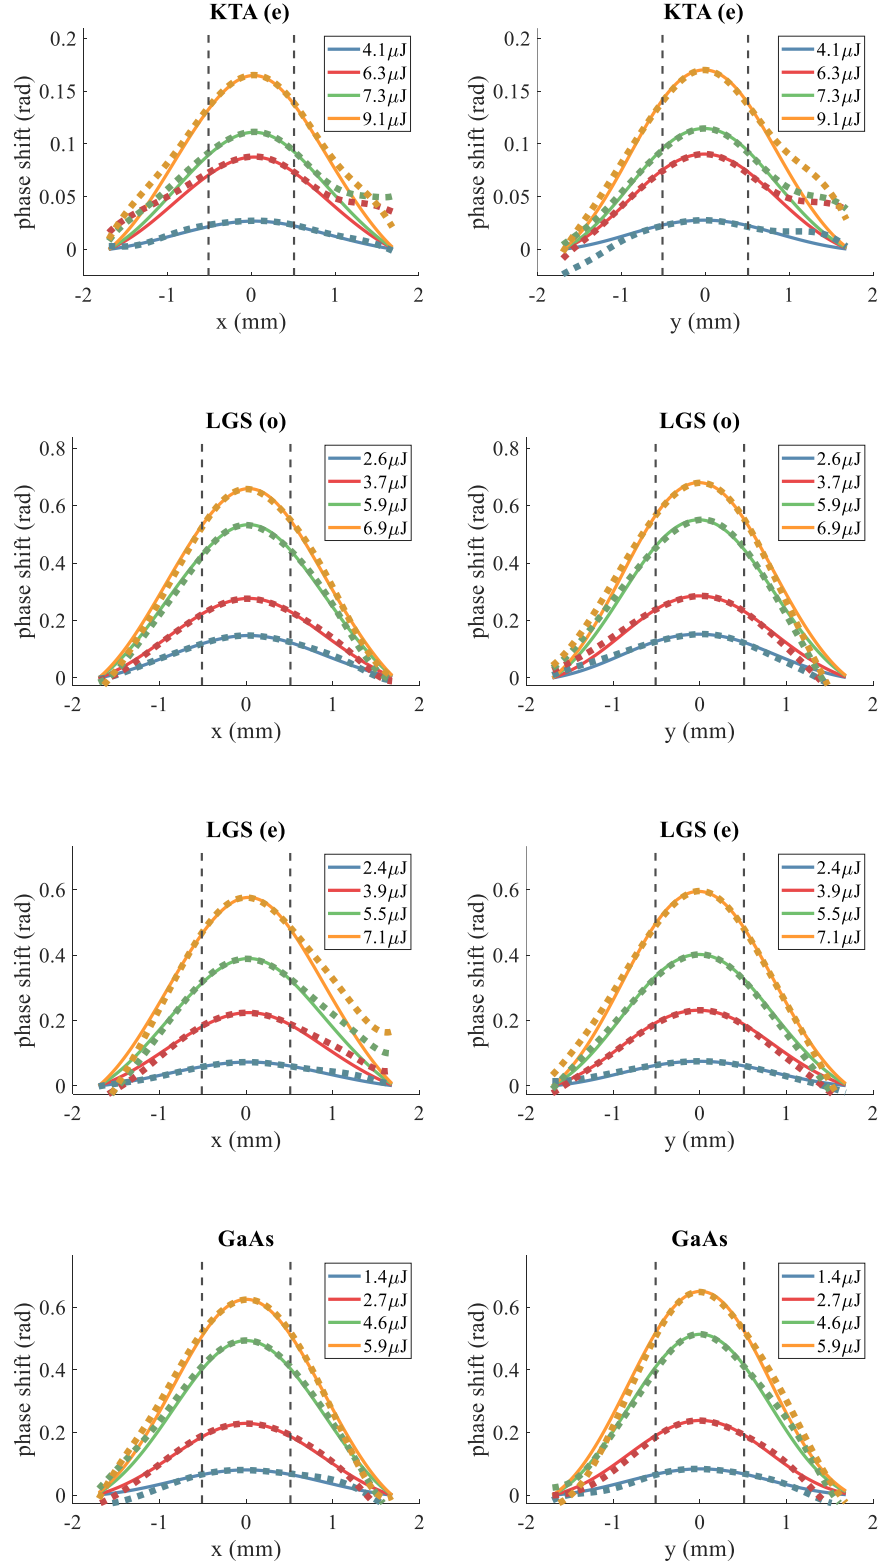 KTA (e)
0.2
0.15
0.1
0.05
0
phase shift (rad)
4.1μJ
6.3μJ
7.3μJ
9.1μJ
-2 -1 0 1 2
x (mm)
KTA (e)
0.2
0.15
0.1
0.05
0
phase shift (rad)
4.1μJ
6.3μJ
7.3μJ
9.1μJ
-2 -1 0 1 2
y (mm)
LGS (o)
0.8
0.6
0.4
0.2
0
phase shift (rad)
2.6μJ
3.7μJ
5.9μJ
6.9μJ
-2 -1 0 1 2
x (mm)
LGS (o)
0.8
0.6
0.4
0.2
0
phase shift (rad)
2.6μJ
3.7μJ
5.9μJ
6.9μJ
-2 -1 0 1 2
y (mm)
LGS (e)
0.6
0.4
0.2
0
phase shift (rad)
2.4μJ
3.9μJ
5.5μJ
7.1μJ
-2 -1 0 1 2
x (mm)
LGS (e)
0.6
0.4
0.2
0
phase shift (rad)
2.4μJ
3.9μJ
5.5μJ
7.1μJ
-2 -1 0 1 2
y (mm)
GaAs
0.6
0.4
0.2
0
phase shift (rad)
1.4μJ
2.7μJ
4.6μJ
5.9μJ
-2 -1 0 1 2
x (mm)
GaAs
0.6
0.4
0.2
0
phase shift (rad)
1.4μJ
2.7μJ
4.6μJ
5.9μJ
-2 -1 0 1 2
y (mm)